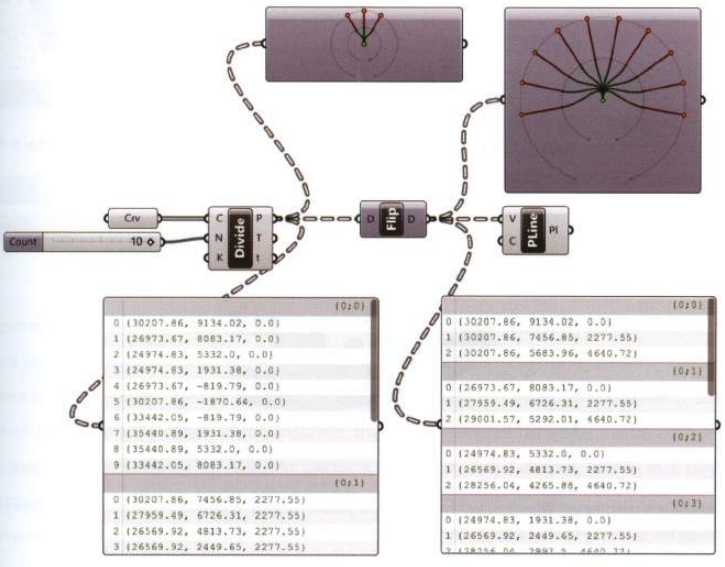 Crv
Count 10
C P
N T
K t
Divide
D Flip D
V
C
PLine
Pl
{0;0}
0 {30207.86, 9134.02, 0.0}
1 {26973.67, 8083.17, 0.0}
2 {24974.83, 5332.0, 0.0}
3 {24974.83, 1931.38, 0.0}
4 {26973.67, -819.79, 0.0}
5 {30207.86, -1870.64, 0.0}
6 {33442.05, -819.79, 0.0}
7 {35440.89, 1931.38, 0.0}
8 {35440.89, 5332.0, 0.0}
9 {33442.05, 8083.17, 0.0}
{0;1}
0 {30207.86, 7456.85, 2277.55}
1 {27959.49, 6726.31, 2277.55}
2 {26569.92, 4813.73, 2277.55}
3 {26569.92, 2449.65, 2277.55}
{0;0}
0 {30207.86, 9134.02, 0.0}
1 {30207.86, 7456.85, 2277.55}
2 {30207.86, 5683.96, 4640.72}
{0;1}
0 {26973.67, 8083.17, 0.0}
1 {27959.49, 6726.31, 2277.55}
2 {29001.57, 5292.01, 4640.72}
{0;2}
0 {24974.83, 5332.0, 0.0}
1 {26569.92, 4813.73, 2277.55}
2 {28256.04, 4265.88, 4640.72}
{0;3}
0 {24974.83, 1931.38, 0.0}
1 {26569.92, 2449.65, 2277.55}
2 {28256.04, 2997.5, 4640.72}